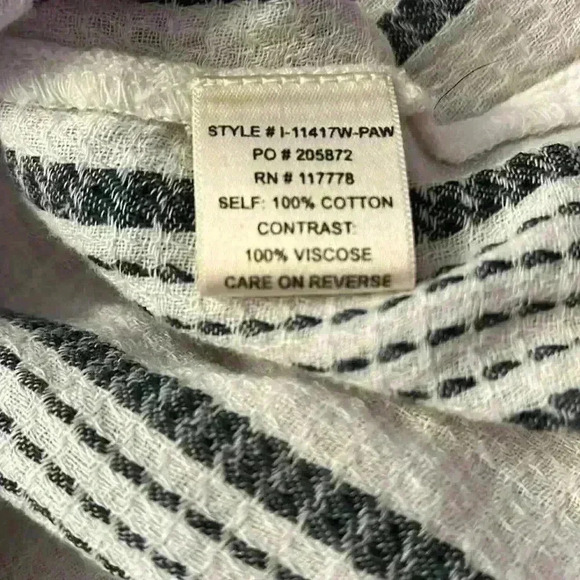 STYLE # I-11417W-PAW
PO # 205872
RN # 117778
SELF: 100% COTTON
CONTRAST:
100% VISCOSE
CARE ON REVERSE